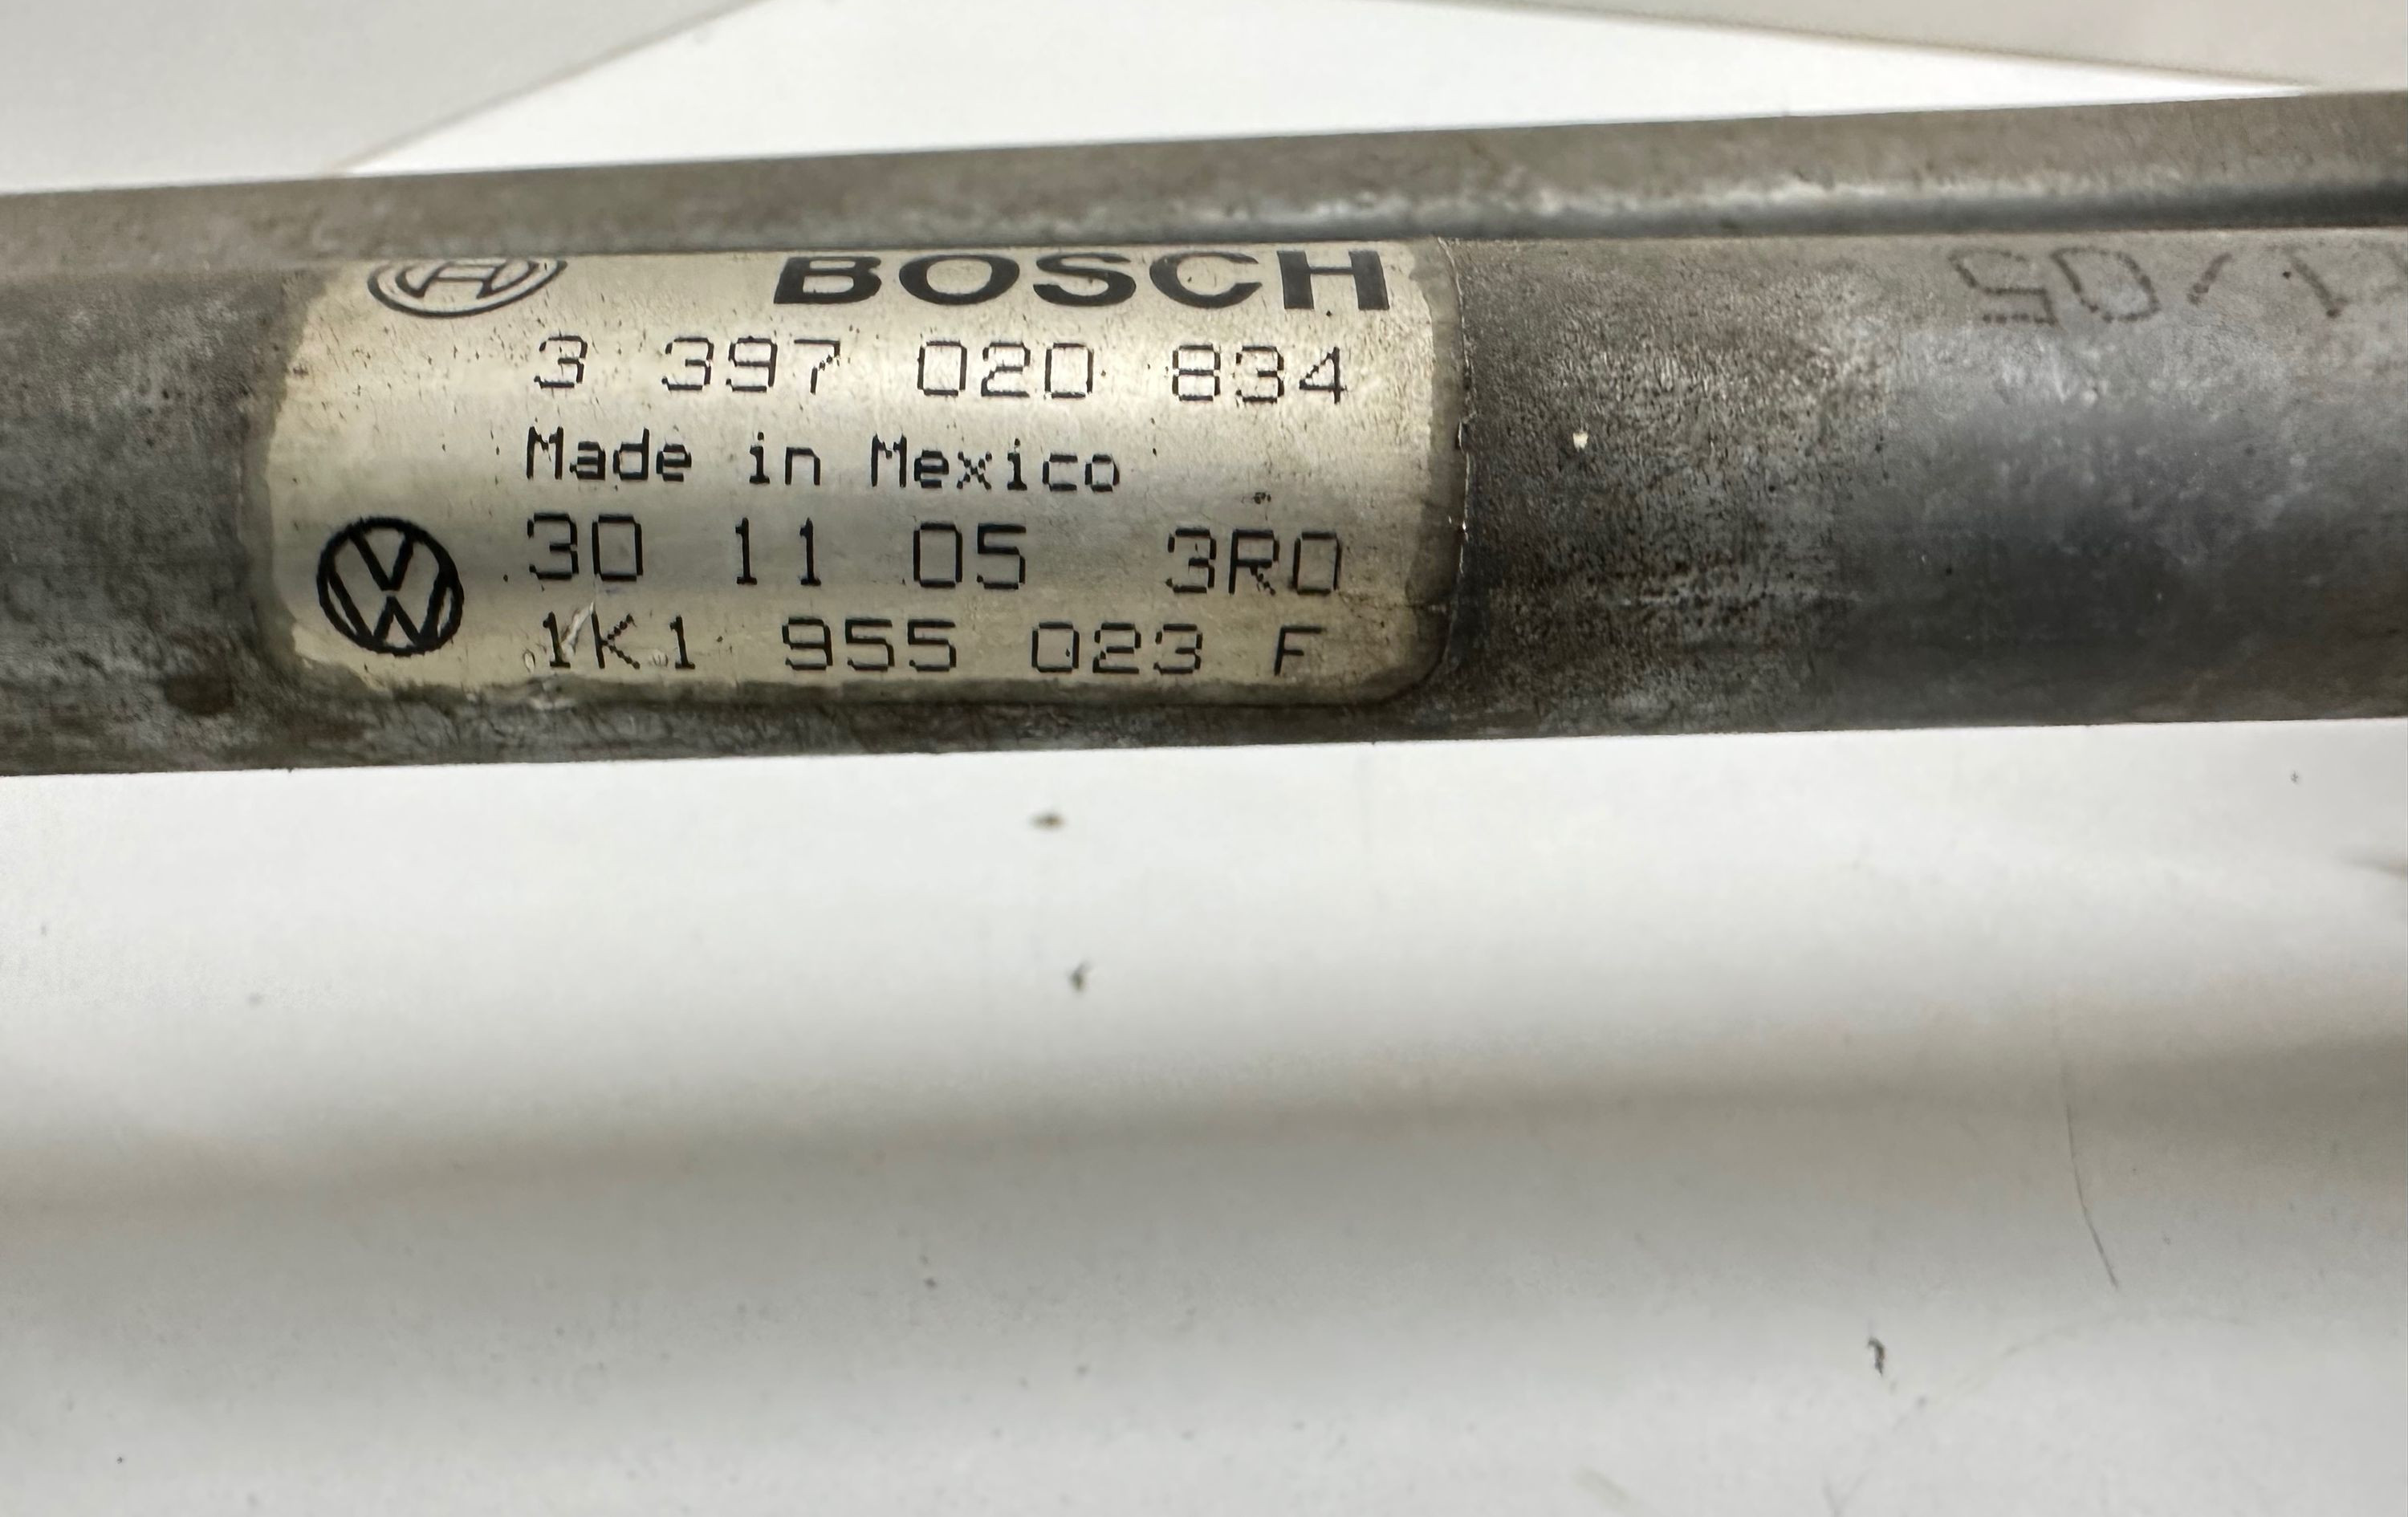 BOSCH
3 397 020 834
Made in Mexico
30 11 05 3R0
1K1 955 023 F